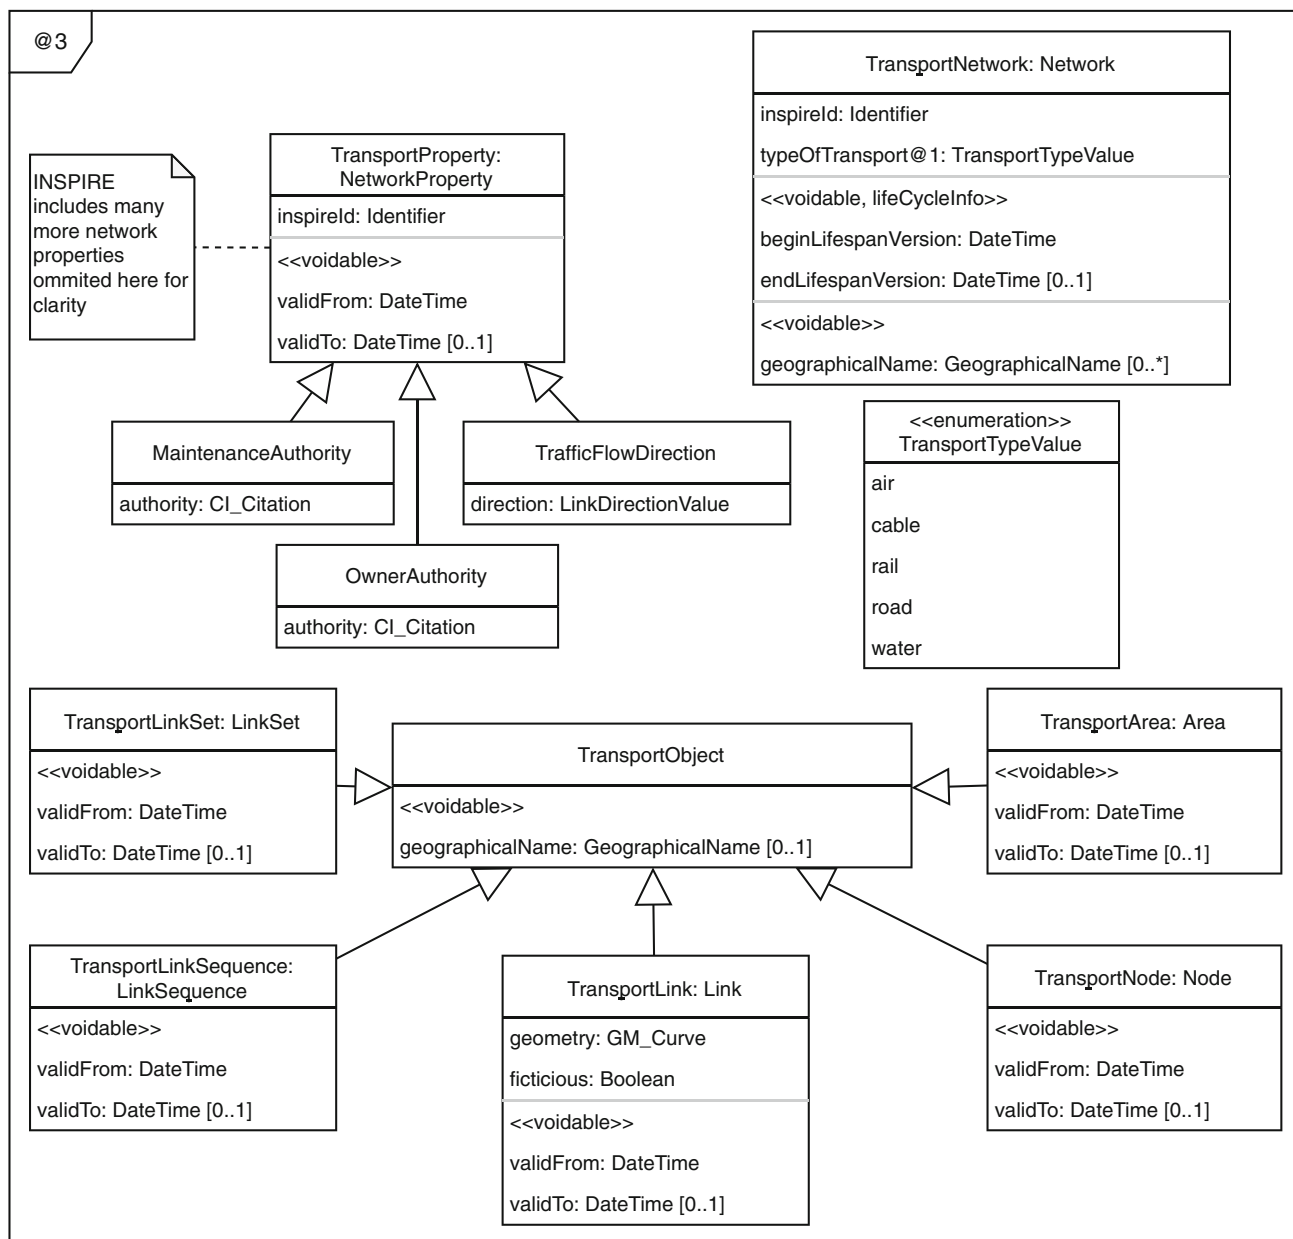 @3
TransportNetwork: Network
inspireId: Identifier
typeOfTransport@1: TransportTypeValue
<<voidable, lifeCycleInfo>>
beginLifespanVersion: DateTime
endLifespanVersion: DateTime [0..1]
<<voidable>>
geographicalName: GeographicalName [0..*]
INSPIRE
includes many
more network
properties
ommited here for
clarity
TransportProperty:
NetworkProperty
inspireId: Identifier
<<voidable>>
validFrom: DateTime
validTo: DateTime [0..1]
MaintenanceAuthority
authority: CI_Citation
TrafficFlowDirection
direction: LinkDirectionValue
OwnerAuthority
authority: CI_Citation
<<enumeration>>
TransportTypeValue
air
cable
rail
road
water
TransportLinkSet: LinkSet
<<voidable>>
validFrom: DateTime
validTo: DateTime [0..1]
TransportObject
<<voidable>>
geographicalName: GeographicalName [0..1]
TransportArea: Area
<<voidable>>
validFrom: DateTime
validTo: DateTime [0..1]
TransportLinkSequence:
LinkSequence
<<voidable>>
validFrom: DateTime
validTo: DateTime [0..1]
TransportLink: Link
geometry: GM_Curve
ficticious: Boolean
<<voidable>>
validFrom: DateTime
validTo: DateTime [0..1]
TransportNode: Node
<<voidable>>
validFrom: DateTime
validTo: DateTime [0..1]